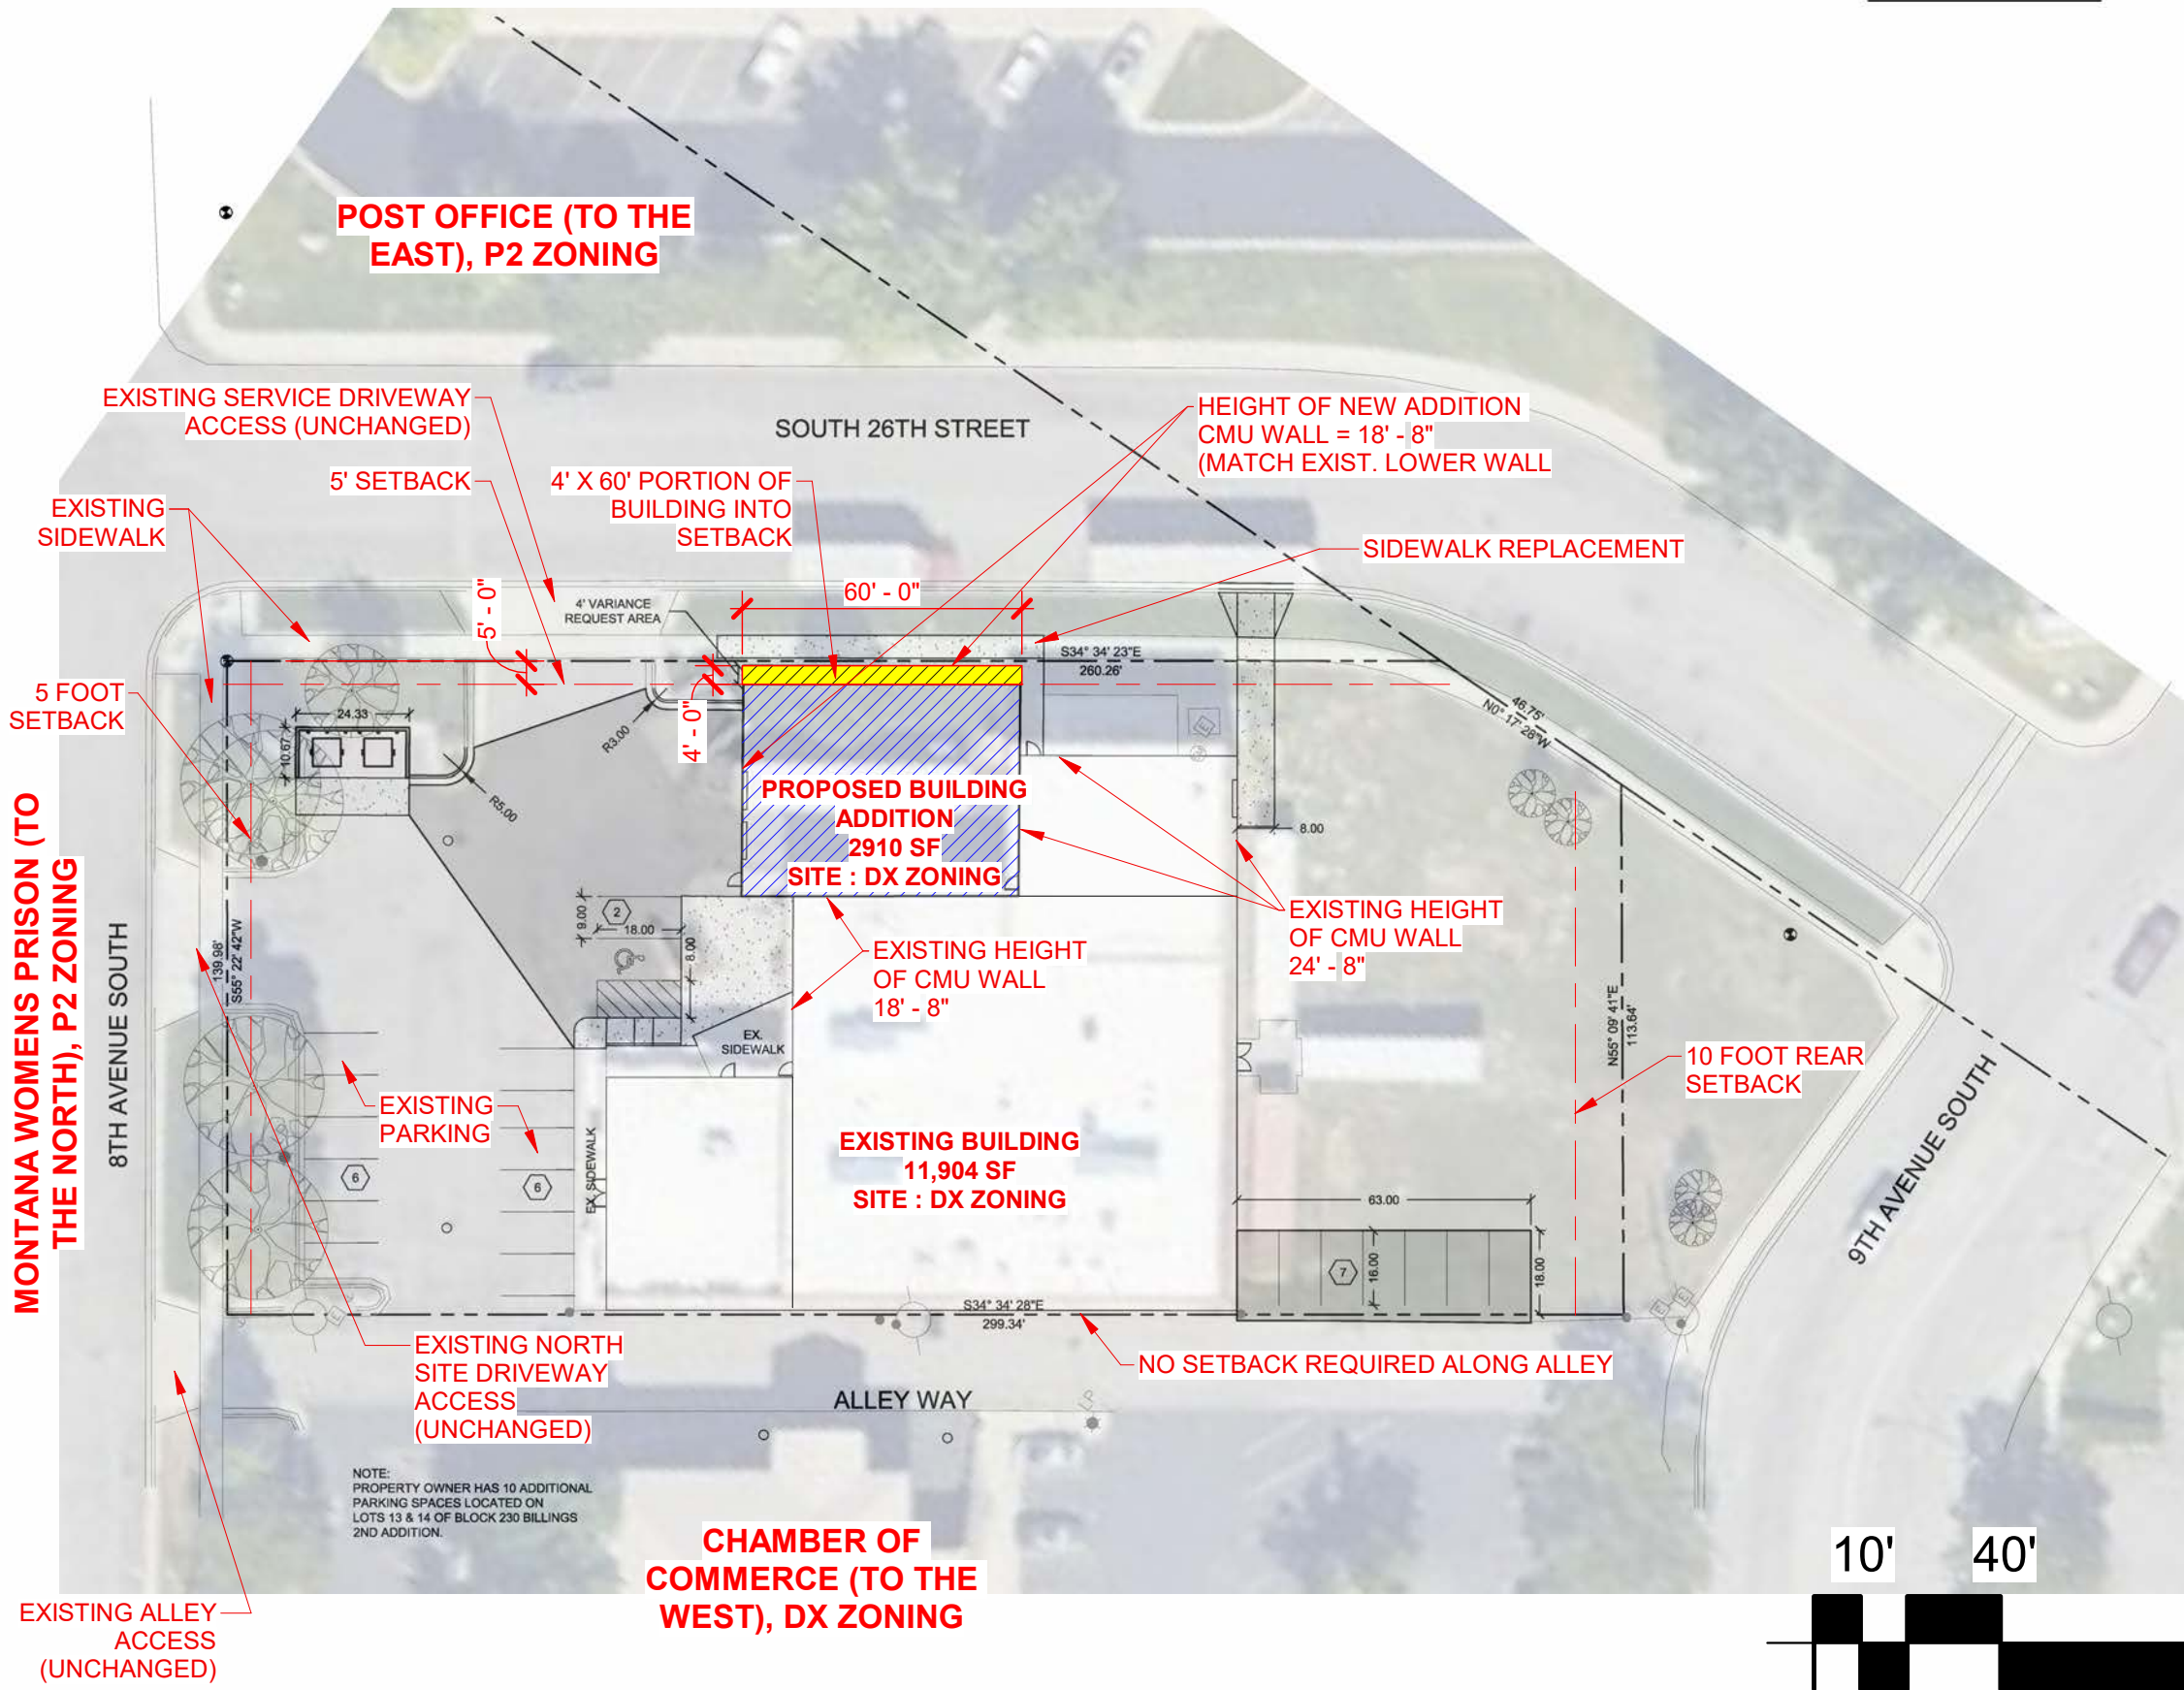 POST OFFICE (TO THE
EAST), P2 ZONING
EXISTING SERVICE DRIVEWAY
ACCESS (UNCHANGED)
SOUTH 26TH STREET
HEIGHT OF NEW ADDITION
CMU WALL = 18' - 8"
(MATCH EXIST. LOWER WALL
5' SETBACK
4' X 60' PORTION OF
BUILDING INTO
SETBACK
EXISTING
SIDEWALK
SIDEWALK REPLACEMENT
5' - 0"
4' VARIANCE
REQUEST AREA
60' - 0"
S34° 34' 23"E
260.26'
5 FOOT
SETBACK
24.33
10.67
R3.00
4' - 0"
R5.00
46.75'
N0° 17' 28"W
PROPOSED BUILDING
ADDITION
2910 SF
SITE : DX ZONING
8.00
MONTANA WOMENS PRISON (TO
THE NORTH), P2 ZONING
8TH AVENUE SOUTH
139.98'
S55° 22' 42"W
9.00
2
18.00
8.00
EXISTING HEIGHT
OF CMU WALL
18' - 8"
EXISTING HEIGHT
OF CMU WALL
24' - 8"
EX.
SIDEWALK
N55° 09' 41"E
113.64'
10 FOOT REAR
SETBACK
EXISTING
PARKING
6
6
EX. SIDEWALK
EXISTING BUILDING
11,904 SF
SITE : DX ZONING
63.00
7
16.00
18.00
9TH AVENUE SOUTH
E
E
E
E
S34° 34' 28"E
299.34'
EXISTING NORTH
SITE DRIVEWAY
ACCESS
(UNCHANGED)
NO SETBACK REQUIRED ALONG ALLEY
ALLEY WAY
LP
NOTE:
PROPERTY OWNER HAS 10 ADDITIONAL
PARKING SPACES LOCATED ON
LOTS 13 & 14 OF BLOCK 230 BILLINGS
2ND ADDITION.
CHAMBER OF
COMMERCE (TO THE
WEST), DX ZONING
10' 40'
EXISTING ALLEY
ACCESS
(UNCHANGED)